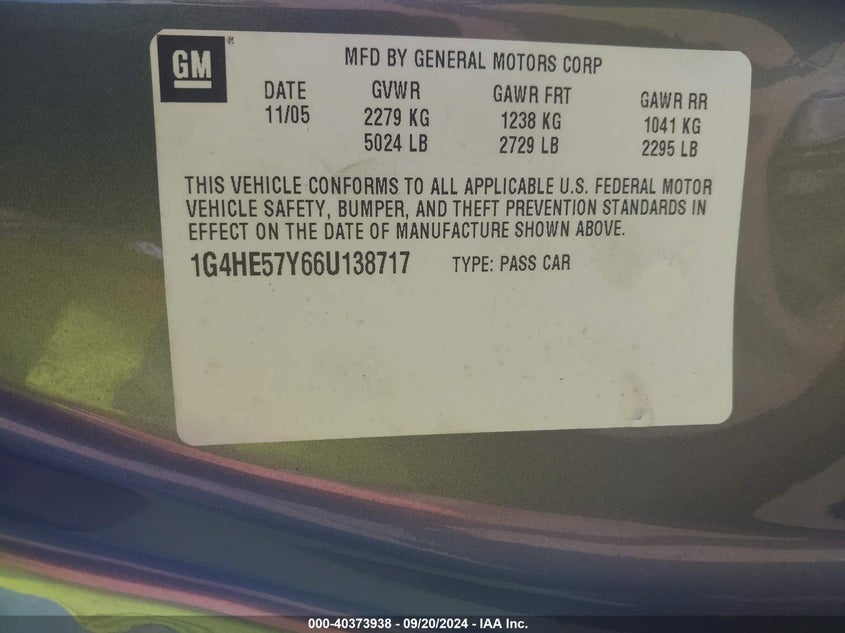 GM
MFD BY GENERAL MOTORS CORP
DATE GVWR GAWR FRT GAWR RR
11/05 2279 KG 1238 KG 1041 KG
5024 LB 2729 LB 2295 LB
THIS VEHICLE CONFORMS TO ALL APPLICABLE U.S. FEDERAL MOTOR
VEHICLE SAFETY, BUMPER, AND THEFT PREVENTION STANDARDS IN
EFFECT ON THE DATE OF MANUFACTURE SHOWN ABOVE.
1G4HE57Y66U138717 TYPE: PASS CAR
000-40373938 - 09/20/2024 - IAA Inc.